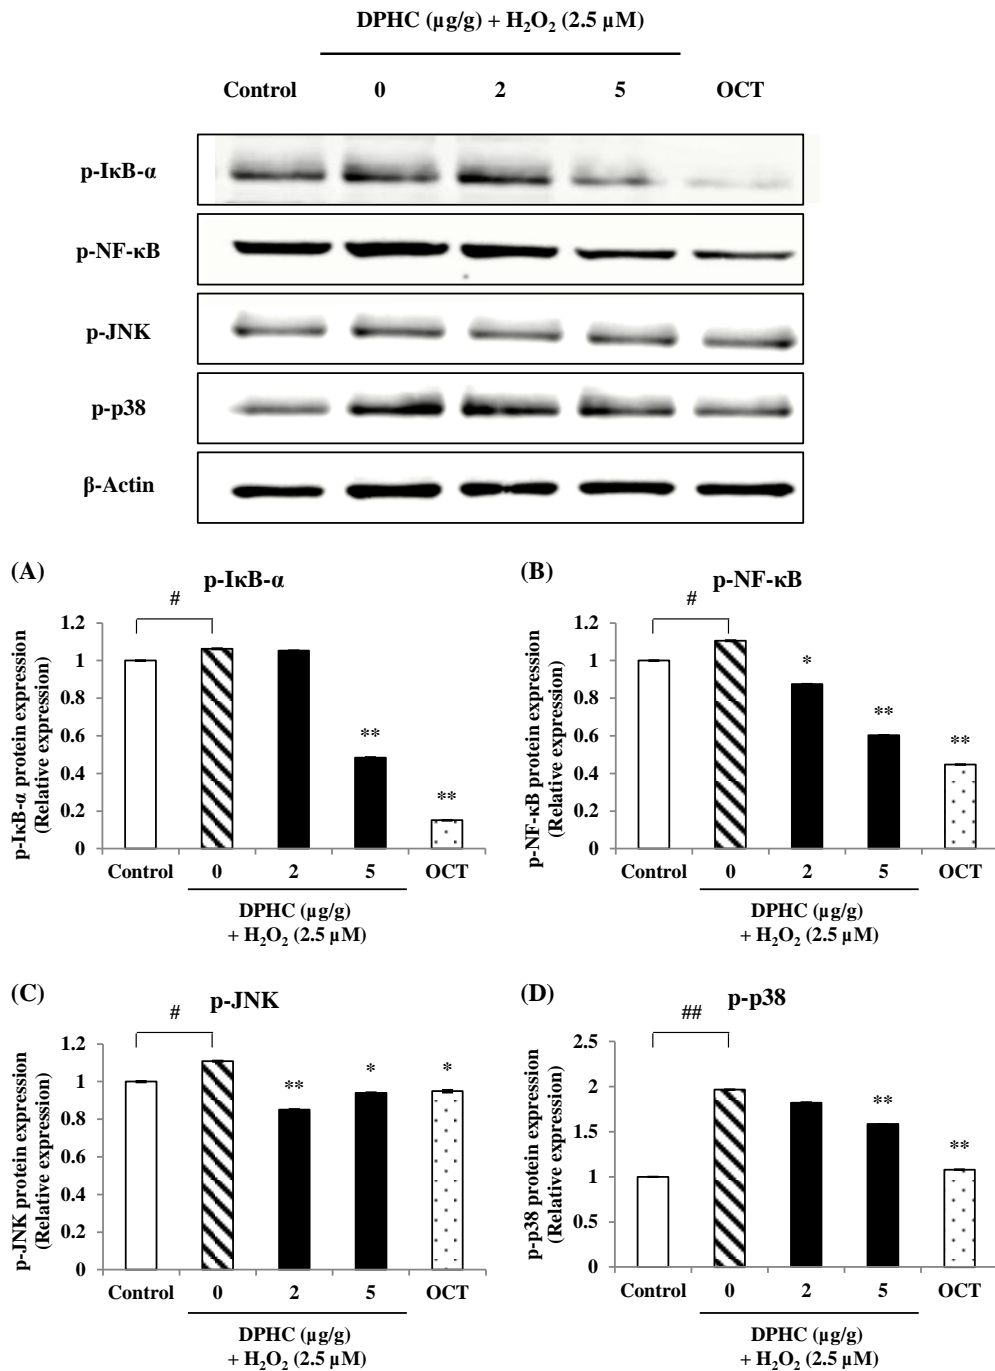 DPHC (µg/g) + H₂O₂ (2.5 µM)
Control 0 2 5 OCT
p-IκB-α
p-NF-κB
p-JNK
p-p38
β-Actin
(A)
p-IκB-α
#
p-IκB-α protein expression
(Relative expression)
1.2
1
0.8
0.6
0.4
0.2
0
**
**
Control 0 2 5 OCT
DPHC (µg/g)
+ H₂O₂ (2.5 µM)
(B)
p-NF-κB
#
p-NF-κB protein expression
(Relative expression)
1.2
1
0.8
0.6
0.4
0.2
0
*
**
**
Control 0 2 5 OCT
DPHC (µg/g)
+ H₂O₂ (2.5 µM)
(C)
p-JNK
#
p-JNK protein expression
(Relative expression)
1.2
1
0.8
0.6
0.4
0.2
0
**
*
*
Control 0 2 5 OCT
DPHC (µg/g)
+ H₂O₂ (2.5 µM)
(D)
p-p38
##
p-p38 protein expression
(Relative expression)
2.5
2
1.5
1
0.5
0
**
**
Control 0 2 5 OCT
DPHC (µg/g)
+ H₂O₂ (2.5 µM)